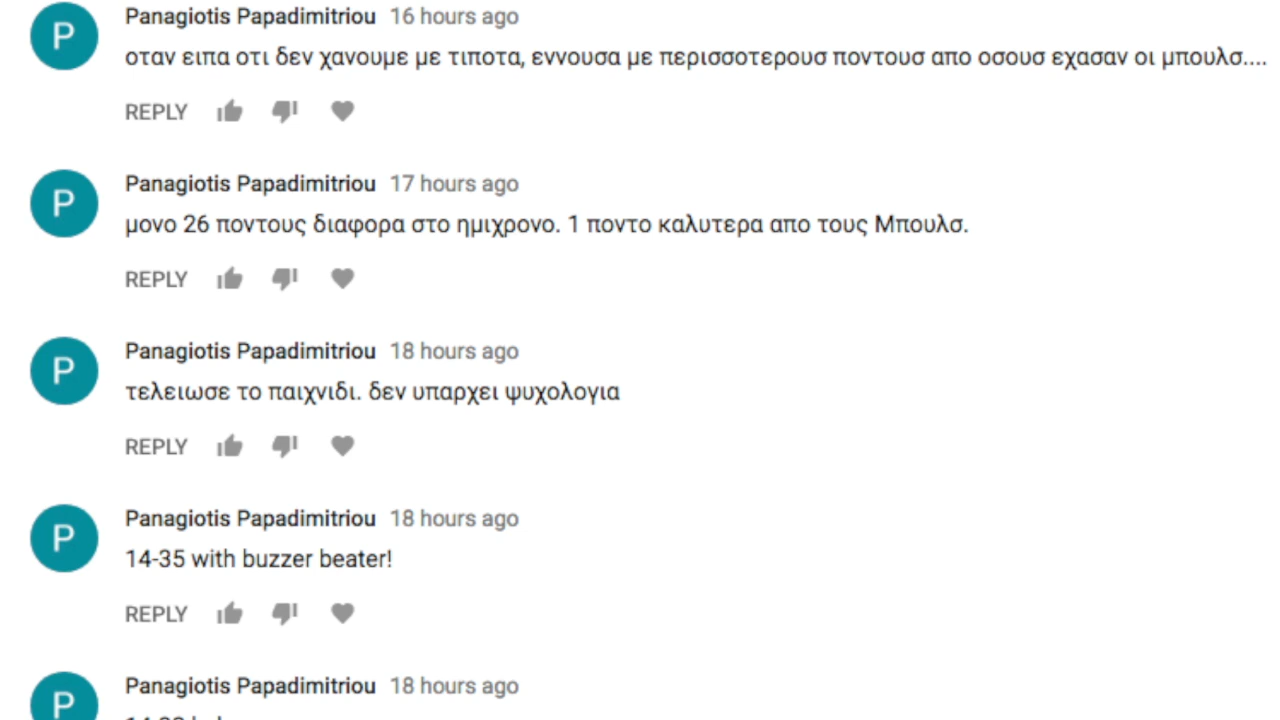 Panagiotis Papadimitriou 16 hours ago
οταν ειπα οτι δεν χανουμε με τιποτα, εννουσα με περισσοτερουσ ποντουσ απο οσουσ εχασαν οι μπουλσ....
REPLY
Panagiotis Papadimitriou 17 hours ago
μονο 26 ποντους διαφορα στο ημιχρονο. 1 ποντο καλυτερα απο τους Μπουλσ.
REPLY
Panagiotis Papadimitriou 18 hours ago
τελειωσε το παιχνιδι. δεν υπαρχει ψυχολογια
REPLY
Panagiotis Papadimitriou 18 hours ago
14-35 with buzzer beater!
REPLY
Panagiotis Papadimitriou 18 hours ago